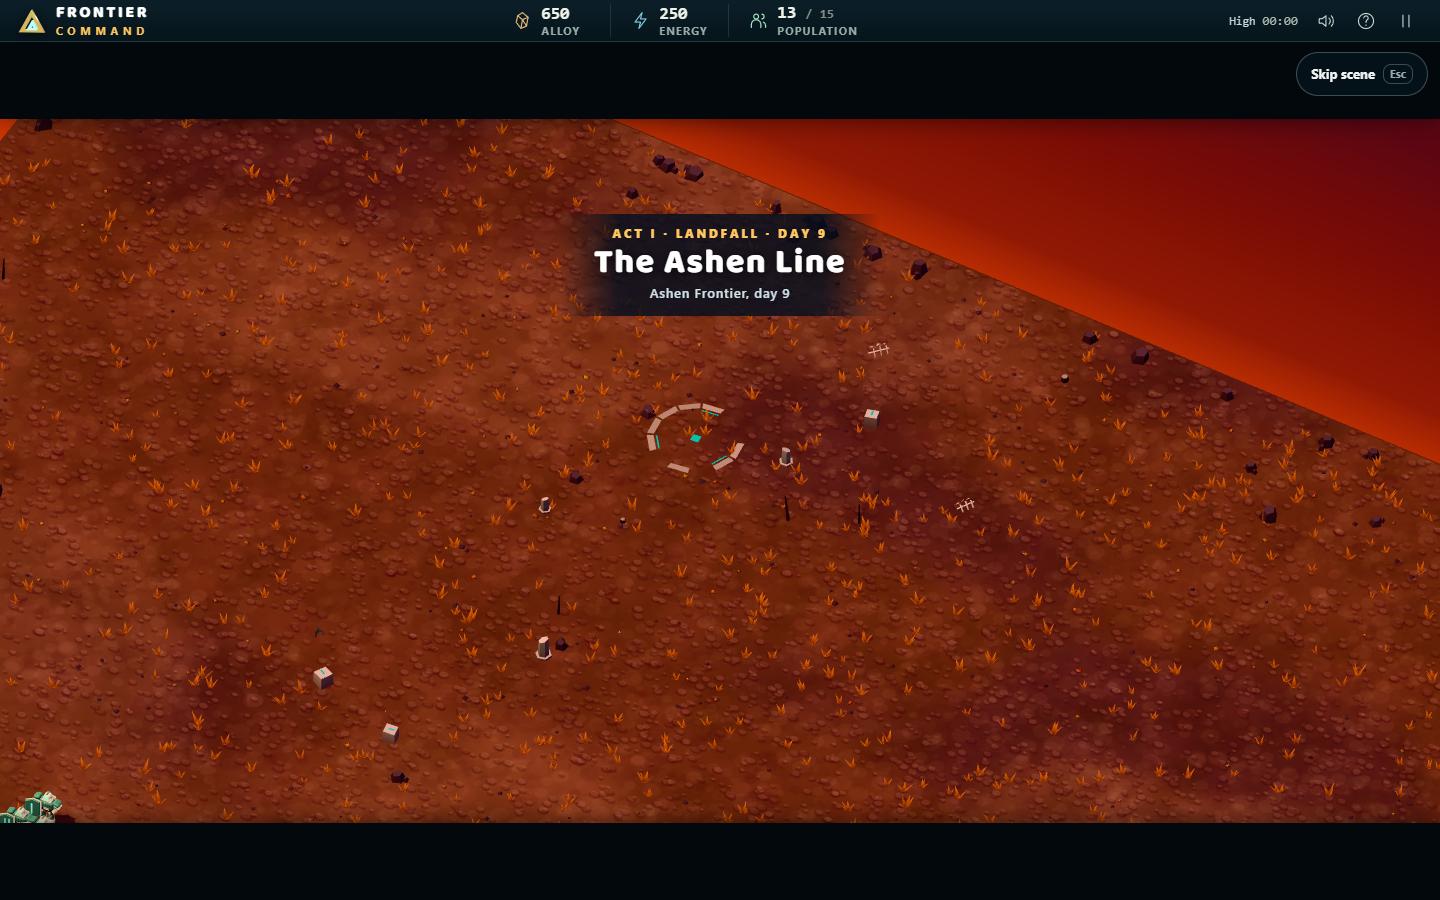 FRONTIER
COMMAND
650
ALLOY
250
ENERGY
13 / 15
POPULATION
High 00:00
Skip scene Esc
ACT I · LANDFALL · DAY 9
The Ashen Line
Ashen Frontier, day 9